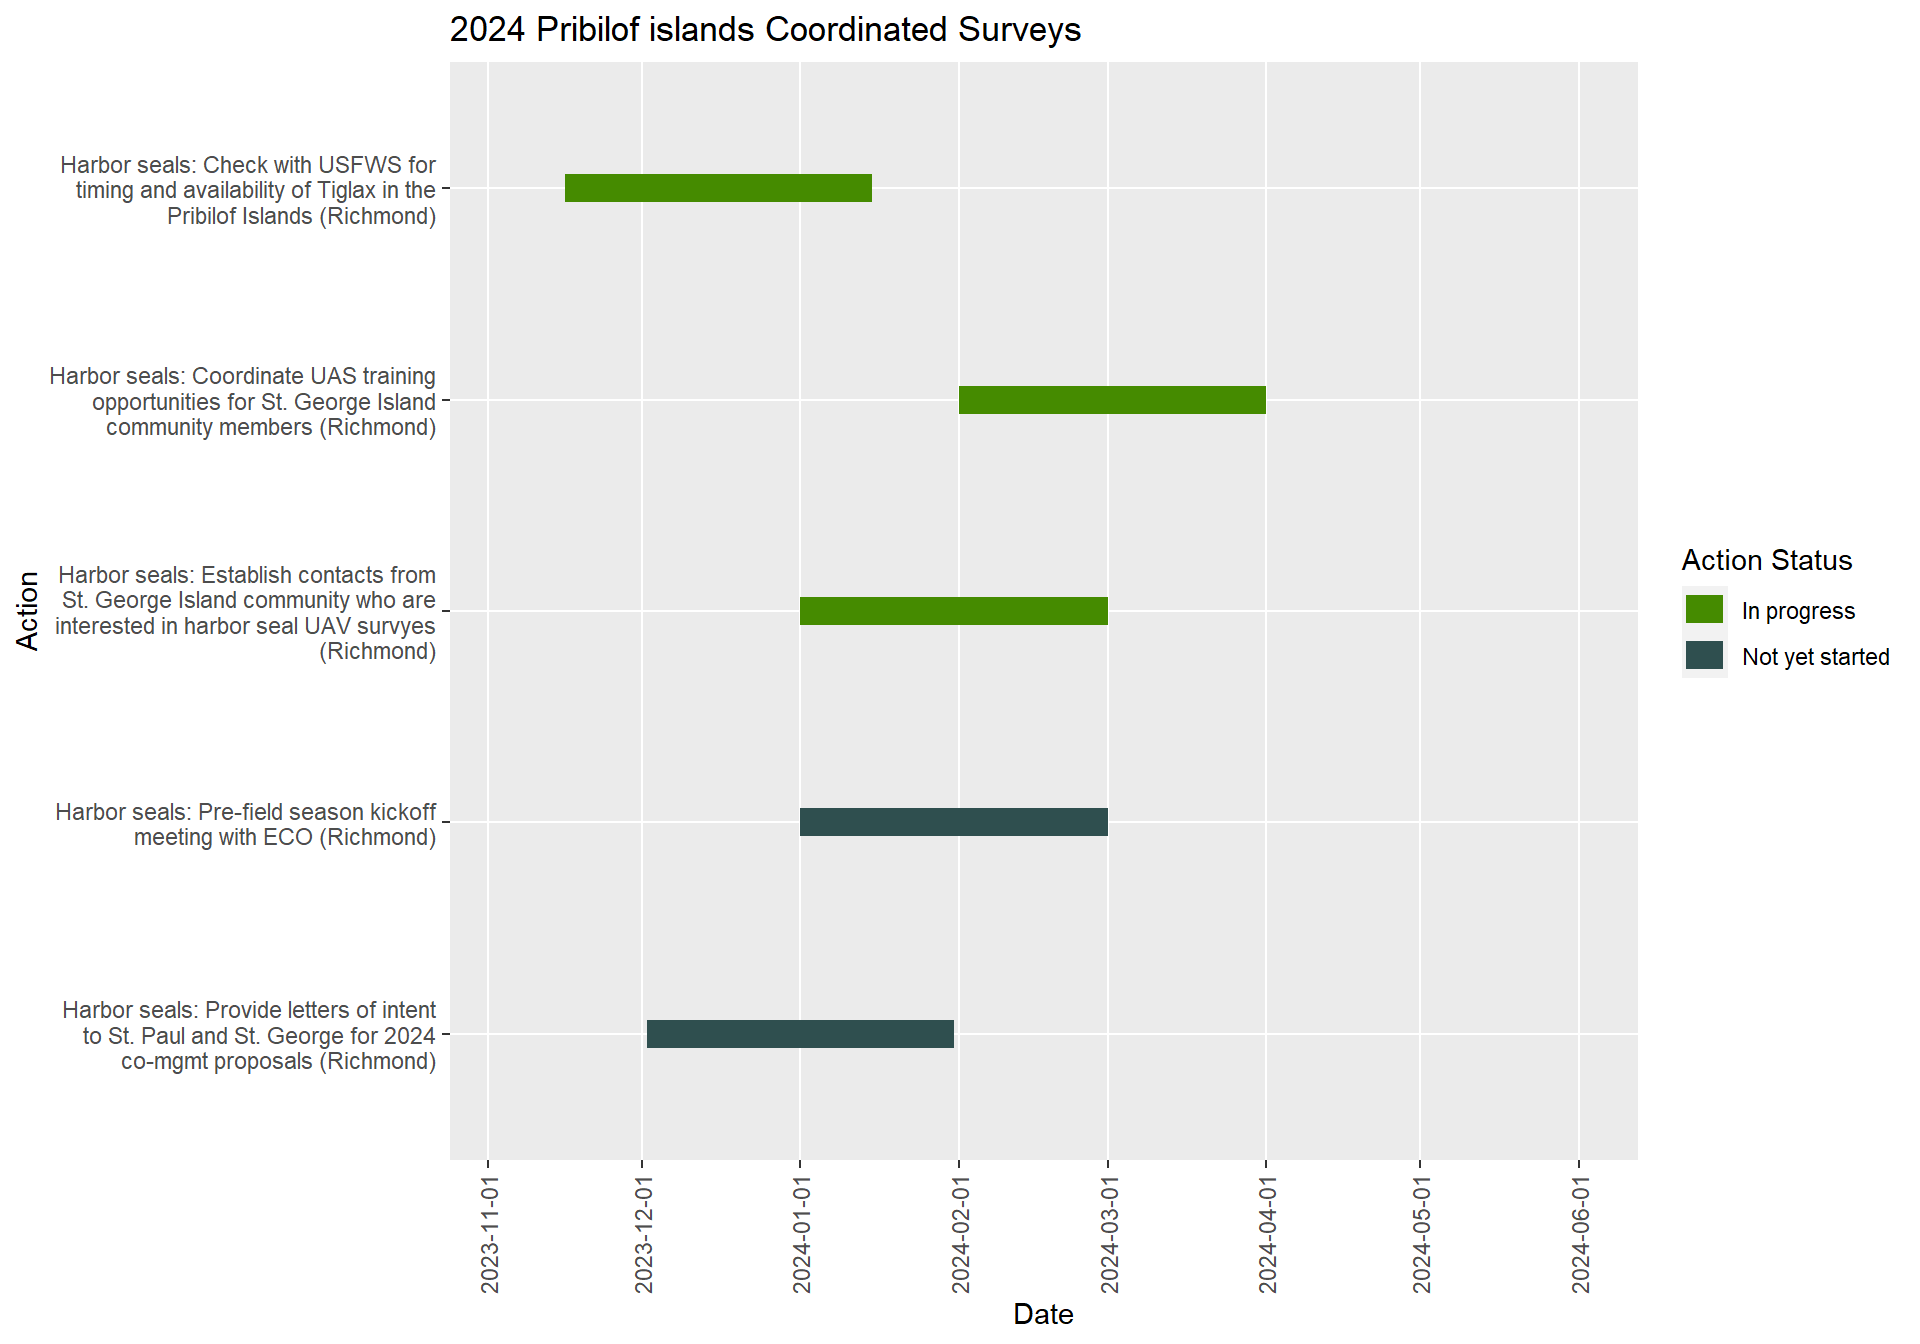 2024 Pribilof islands Coordinated Surveys
Harbor seals: Check with USFWS for
timing and availability of Tiglax in the
Pribilof Islands (Richmond)
Harbor seals: Coordinate UAS training
opportunities for St. George Island
community members (Richmond)
Harbor seals: Establish contacts from
St. George Island community who are
interested in harbor seal UAV survyes
(Richmond)
Harbor seals: Pre-field season kickoff
meeting with ECO (Richmond)
Harbor seals: Provide letters of intent
to St. Paul and St. George for 2024
co-mgmt proposals (Richmond)
Action
2023-11-01
2023-12-01
2024-01-01
2024-02-01
2024-03-01
2024-04-01
2024-05-01
2024-06-01
Date
Action Status
In progress
Not yet started